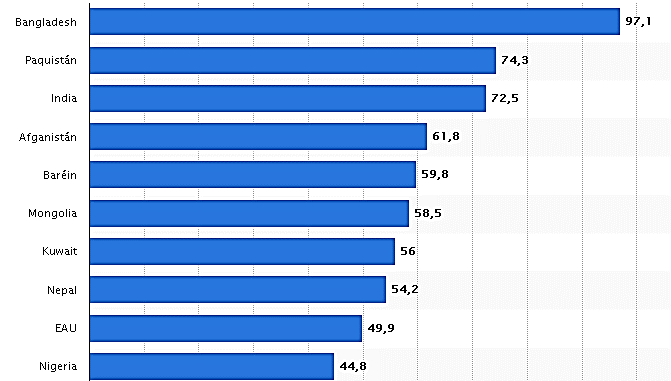 Bangladesh 97,1
Paquistán 74,3
India 72,5
Afganistán 61,8
Baréin 59,8
Mongolia 58,5
Kuwait 56
Nepal 54,2
EAU 49,9
Nigeria 44,8